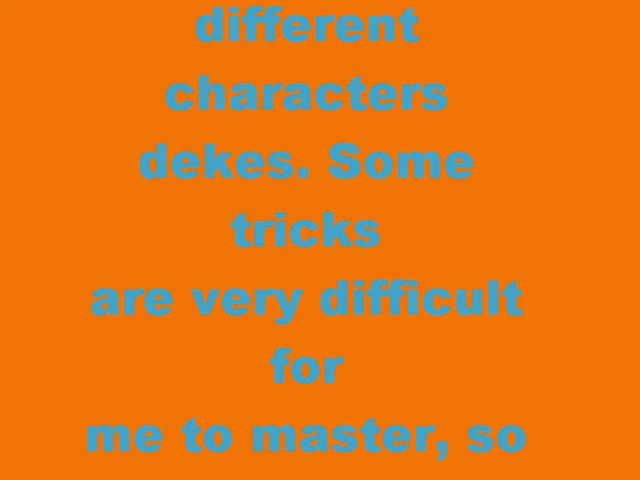 different
characters
dekes. Some
tricks
are very difficult
for
me to master, so